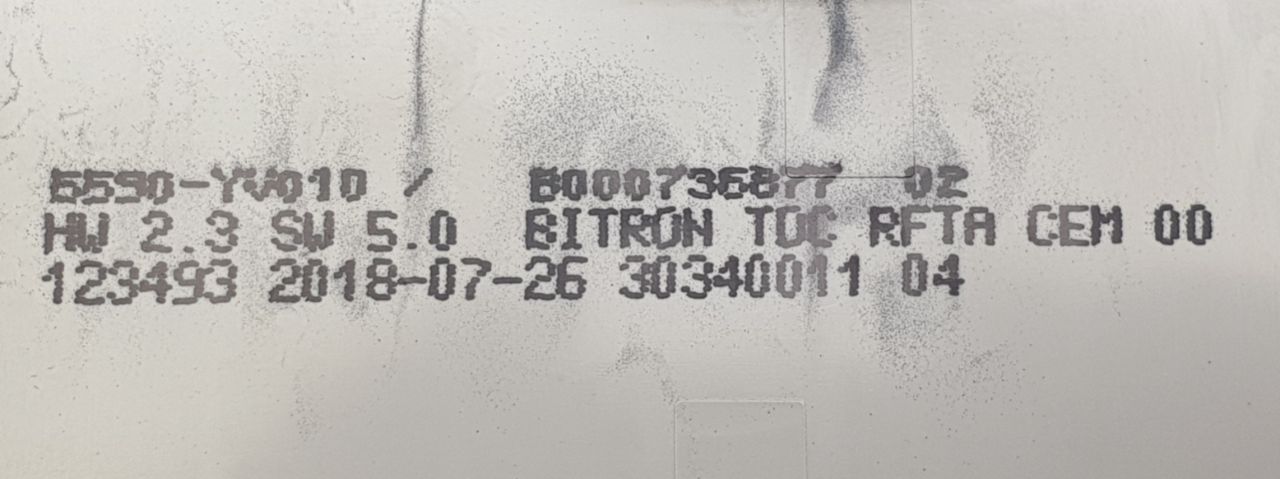 6590-YV010 / B000736877 02
HW 2.3 SW 5.0 BITRON TOC RFTA CEM 00
123493 2018-07-26 30340011 04